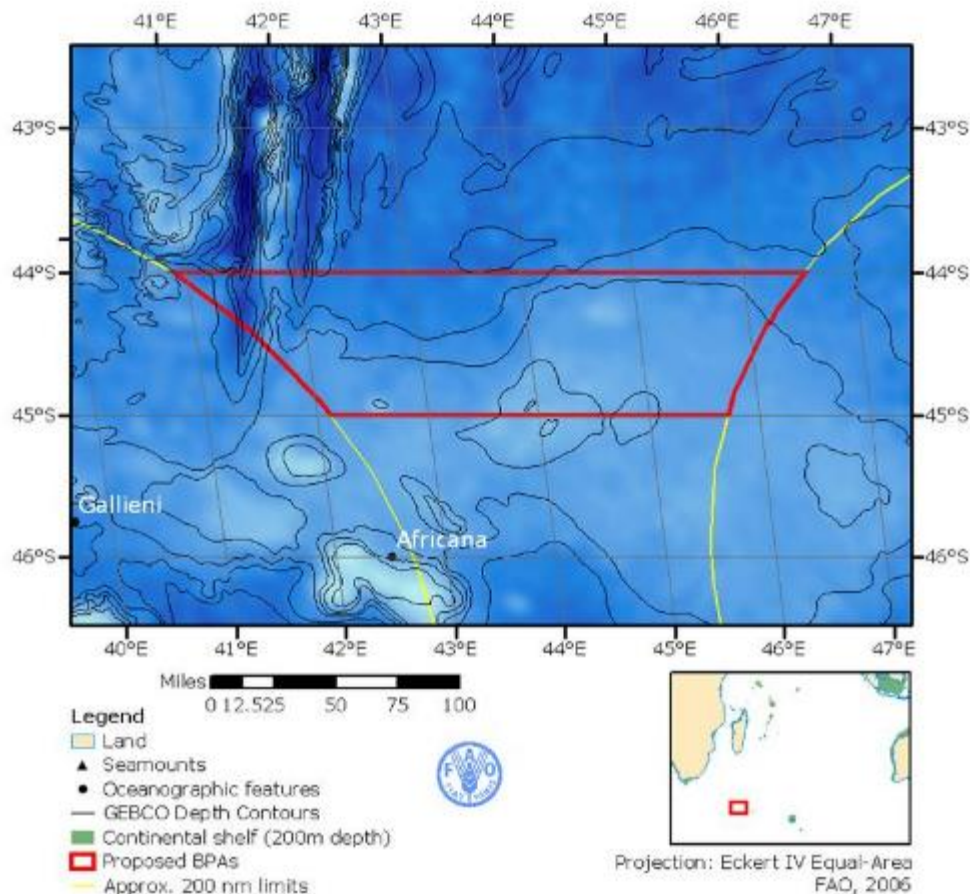 41°E 42°E 43°E 44°E 45°E 46°E 47°E
43°S 43°S
44°S 44°S
45°S 45°S
Gallieni
Africana
46°S 46°S
40°E 41°E 42°E 43°E 44°E 45°E 46°E
Miles
0 12.525 50 75 100
Legend
Land
Seamounts
Oceanographic features
GEBCO Depth Contours
Continental shelf (200m depth)
Proposed BPAs
Approx. 200 nm limits
F A O
FIAT PANIS
Projection: Eckert IV Equal-Area
FAO, 2006